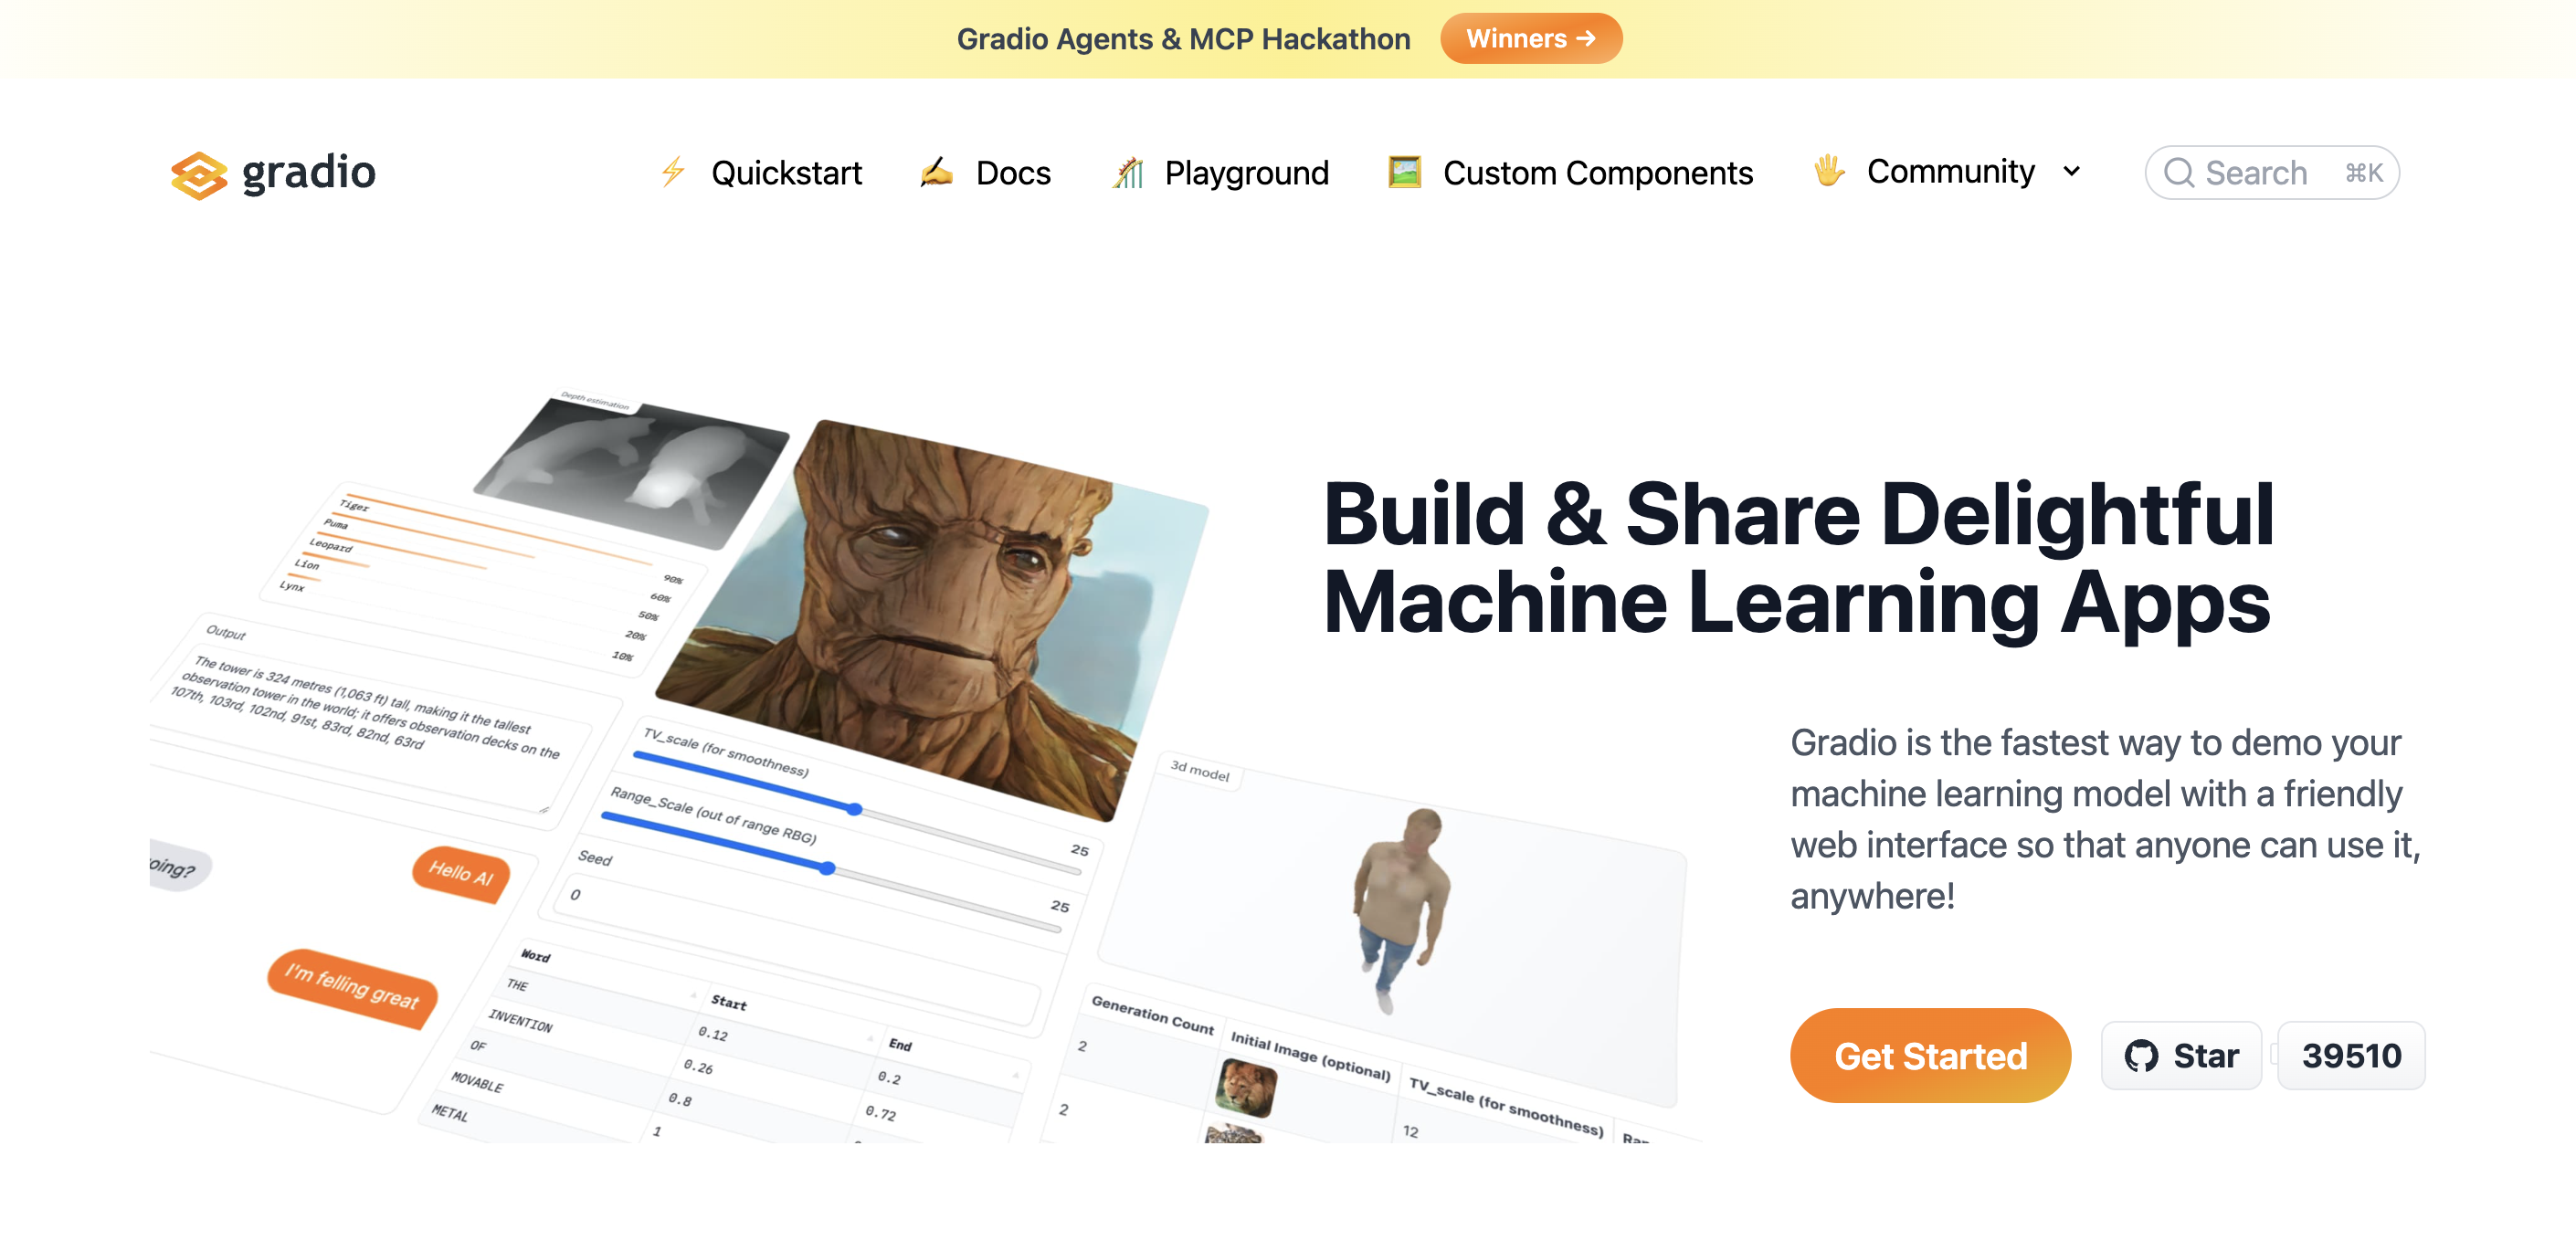 Gradio Agents & MCP Hackathon Winners →
gradio
Quickstart Docs Playground Custom Components Community Search ⌘K
Build & Share Delightful
Machine Learning Apps
Gradio is the fastest way to demo your
machine learning model with a friendly
web interface so that anyone can use it,
anywhere!
Get Started Star 39510
Depth estimation
Tiger 90%
Puma 60%
Leopard 50%
Lion 20%
Lynx 10%
Output
The tower is 324 metres (1,063 ft) tall, making it the tallest
observation tower in the world; it offers observation decks on the
107th, 103rd, 102nd, 91st, 83rd, 82nd, 63rd
Hello AI
oing?
I'm felling great
TV_scale (for smoothness)
25
Range_Scale (out of range RBG)
25
Seed
0
Word Start End
THE 0.12 0.2
INVENTION 0.26 0.72
OF 0.8
MOVABLE 1
METAL
3d model
Generation Count Initial Image (optional) TV_scale (for smoothness)
2 12
2